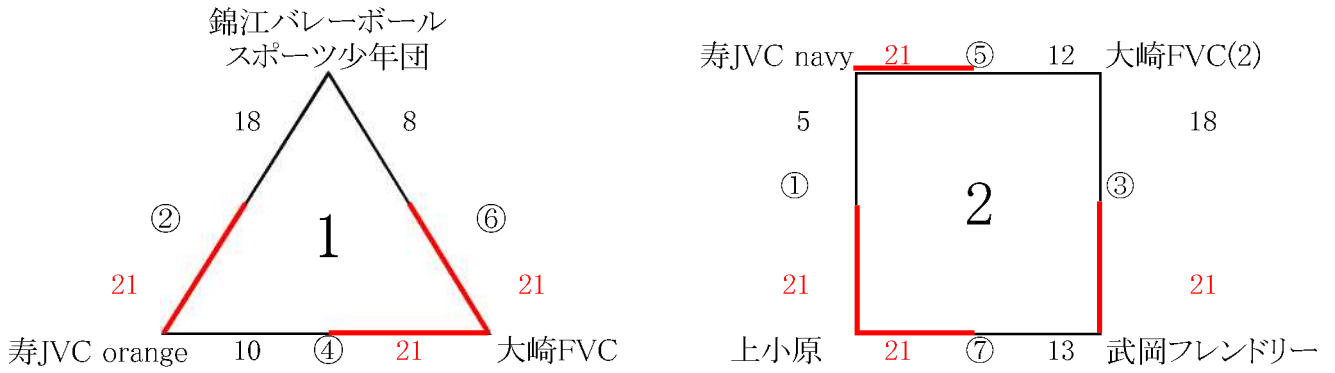 錦江バレーボール
スポーツ少年団
18
8
②
1
⑥
21
21
寿JVC orange
10
④
21
大崎FVC
寿JVC navy
21
⑤
12
大崎FVC(2)
5
18
①
2
③
21
21
上小原
21
⑦
13
武岡フレンドリー